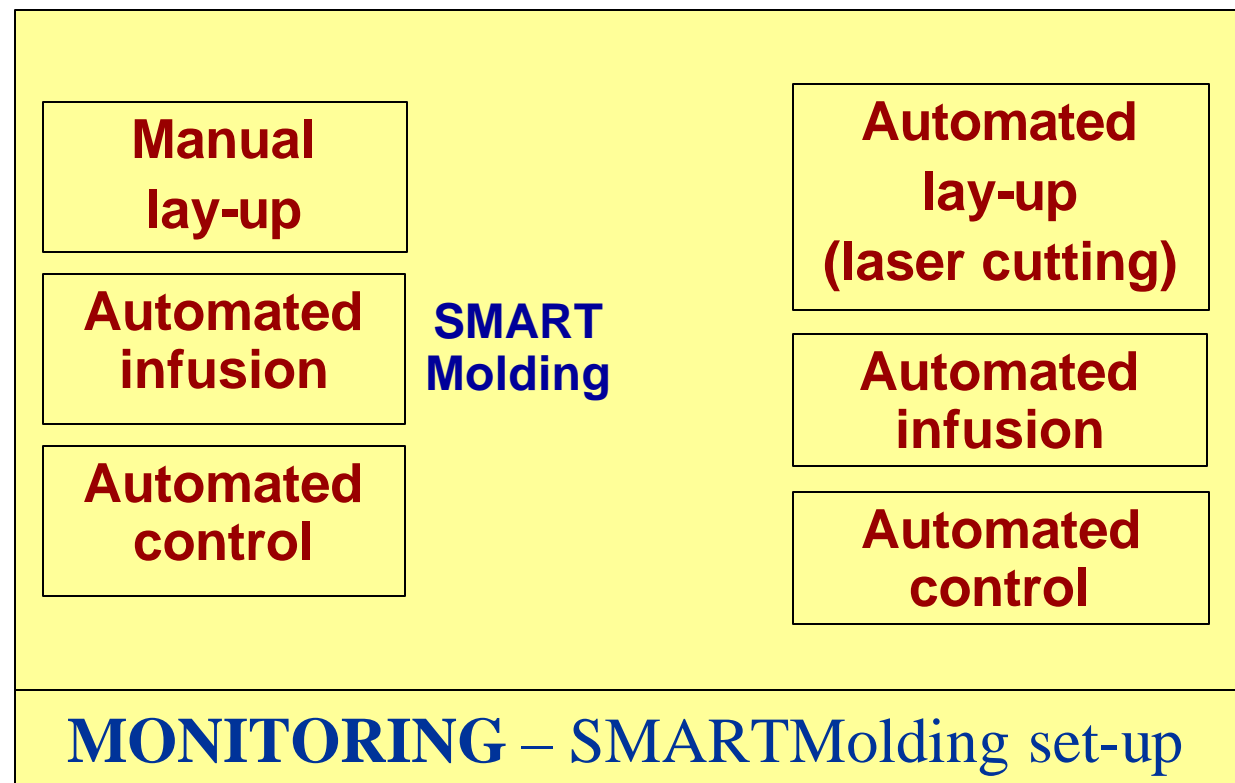 Manual
lay-up
Automated
infusion
Automated
control
SMART
Molding
Automated
lay-up
(laser cutting)
Automated
infusion
Automated
control
MONITORING – SMARTMolding set-up